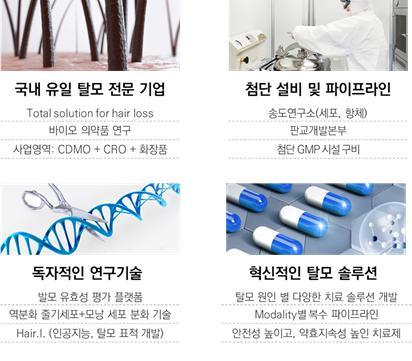 국내 유일 탈모 전문 기업
Total solution for hair loss
바이오 의약품 연구
사업영역: CDMO + CRO + 화장품
첨단 설비 및 파이프라인
송도연구소(세포, 항체)
판교개발본부
첨단 GMP 시설 구비
독자적인 연구기술
발모 유효성 평가 플랫폼
역분화 줄기세포+모낭 세포 분화 기술
Hair.I. (인공지능, 탈모 표적 개발)
혁신적인 탈모 솔루션
탈모 원인 별 다양한 치료 솔루션 개발
Modality별 복수 파이프라인
안전성 높이고, 약효지속성 높인 치료제